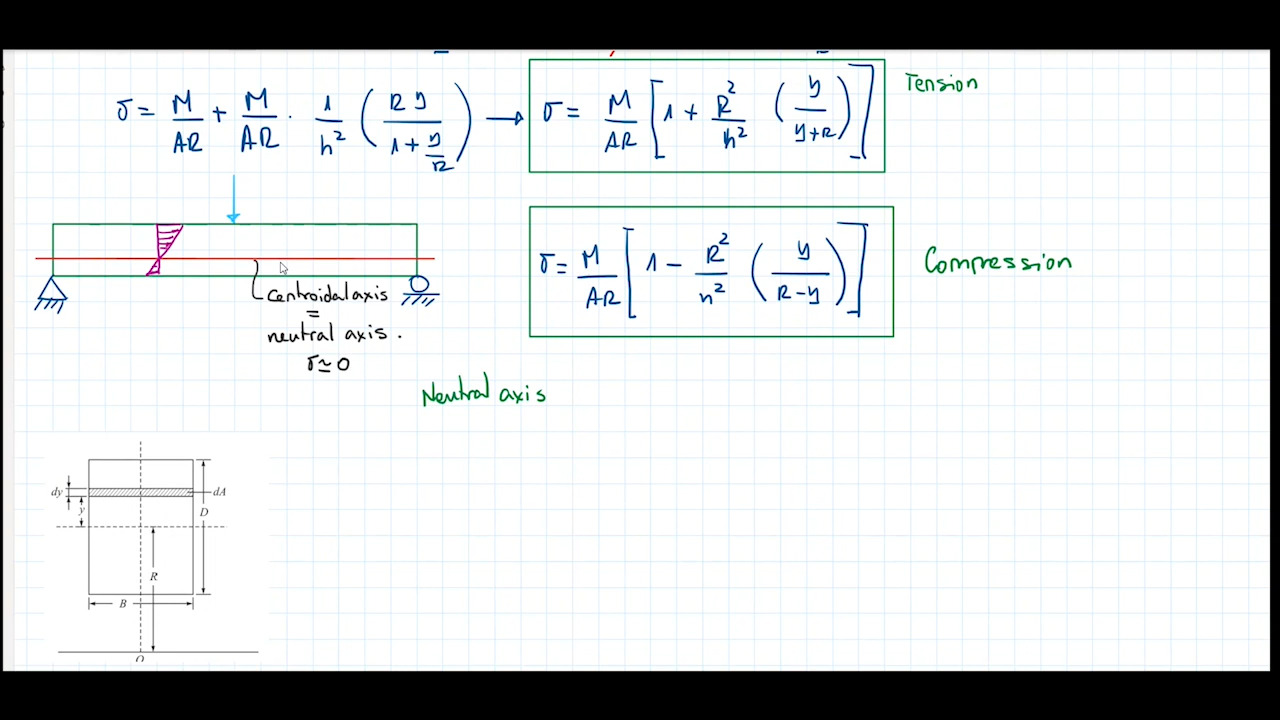 σ = M/AR + M/AR · 1/h² ( Ry / 1 + y/R ) → σ = M/AR [ 1 + R²/h² ( y / y+R ) ] Tension
σ = M/AR [ 1 − R²/h² ( y / R−y ) ] Compression
Centroidal axis
=
neutral axis.
σ ≃ 0
Neutral axis
dy
dA
y
D
R
B
O